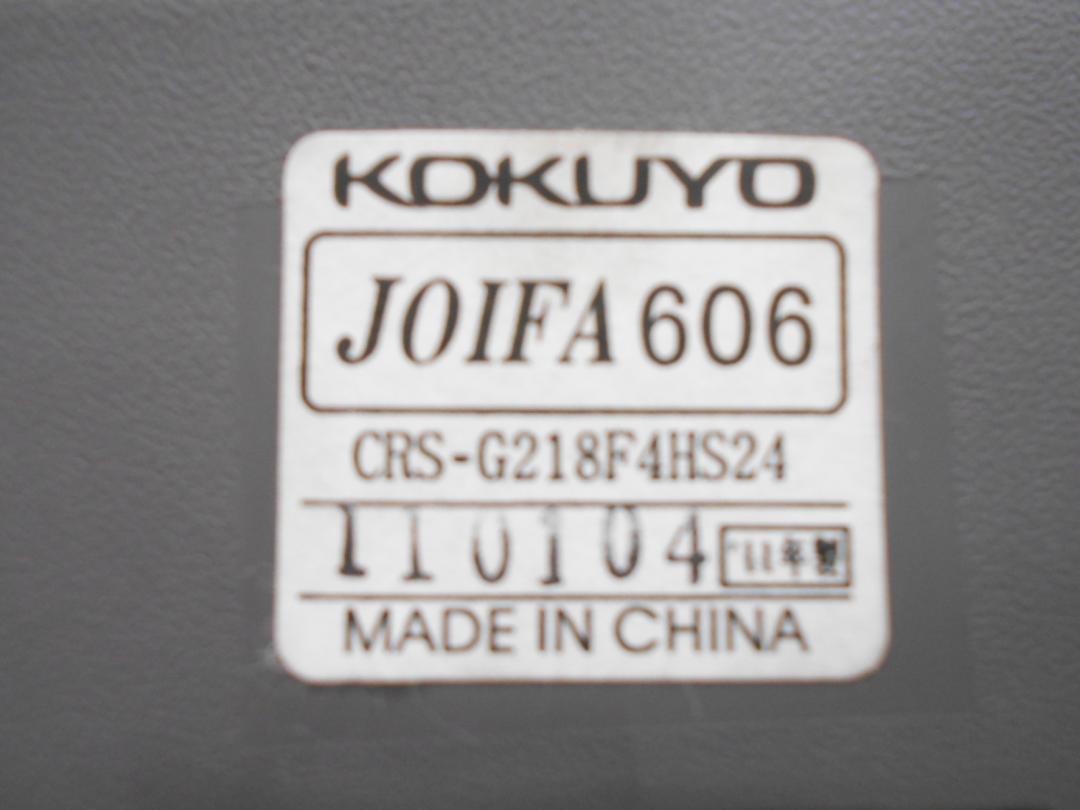 KOKUYO
JOIFA 606
CRS-G218F4HS24
110104 '11年製
MADE IN CHINA